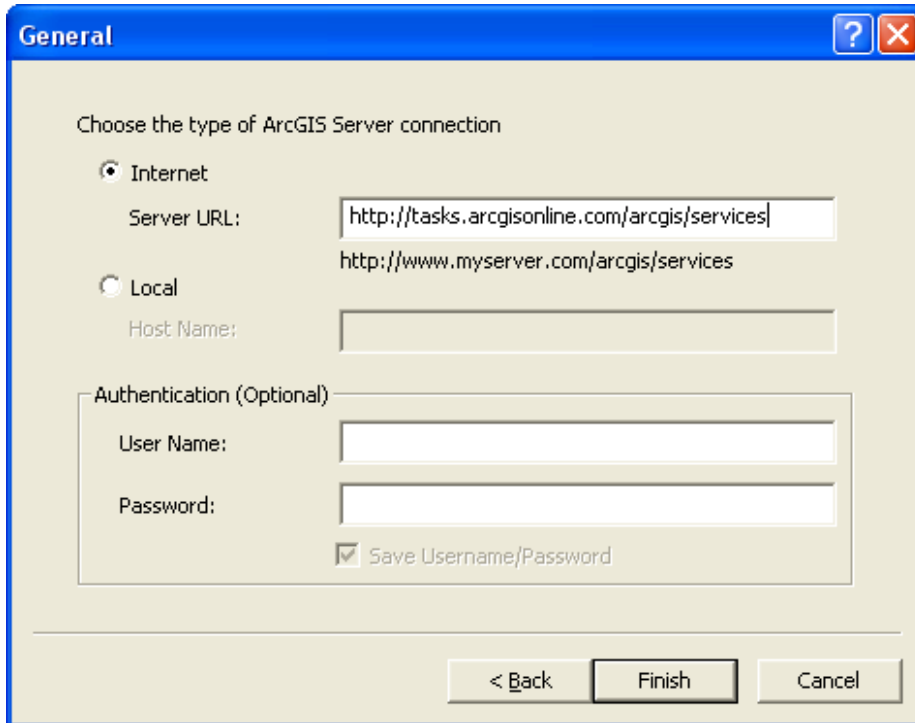 General
Choose the type of ArcGIS Server connection
Internet
Server URL: http://tasks.arcgisonline.com/arcgis/services
http://www.myserver.com/arcgis/services
Local
Host Name:
Authentication (Optional)
User Name:
Password:
Save Username/Password
< Back Finish Cancel